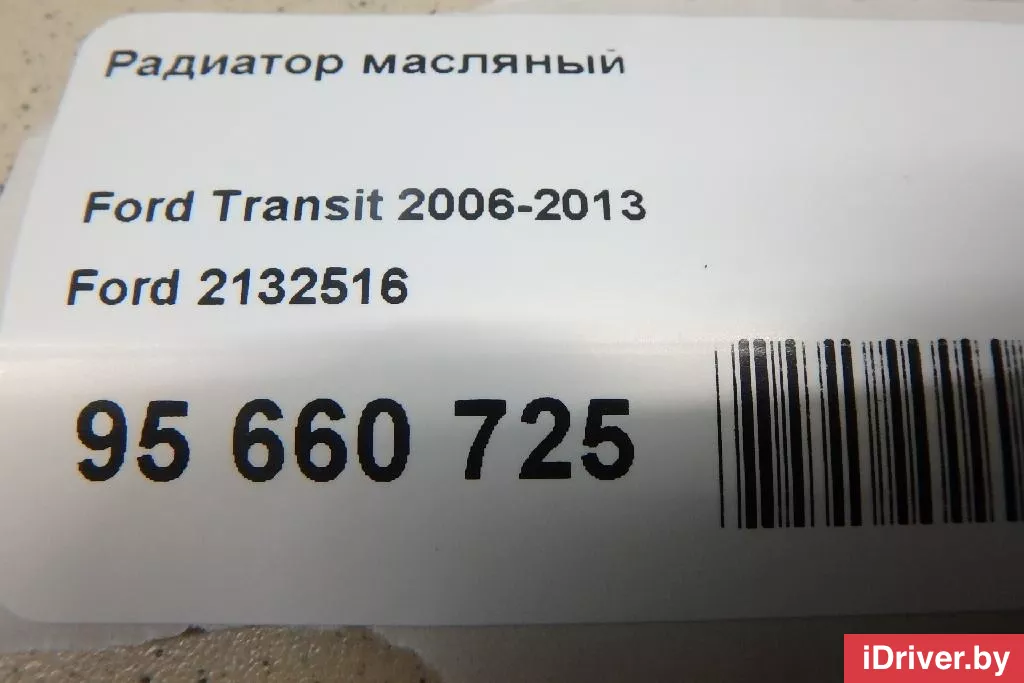 Радиатор масляный
Ford Transit 2006-2013
Ford 2132516
95 660 725
iDriver.by